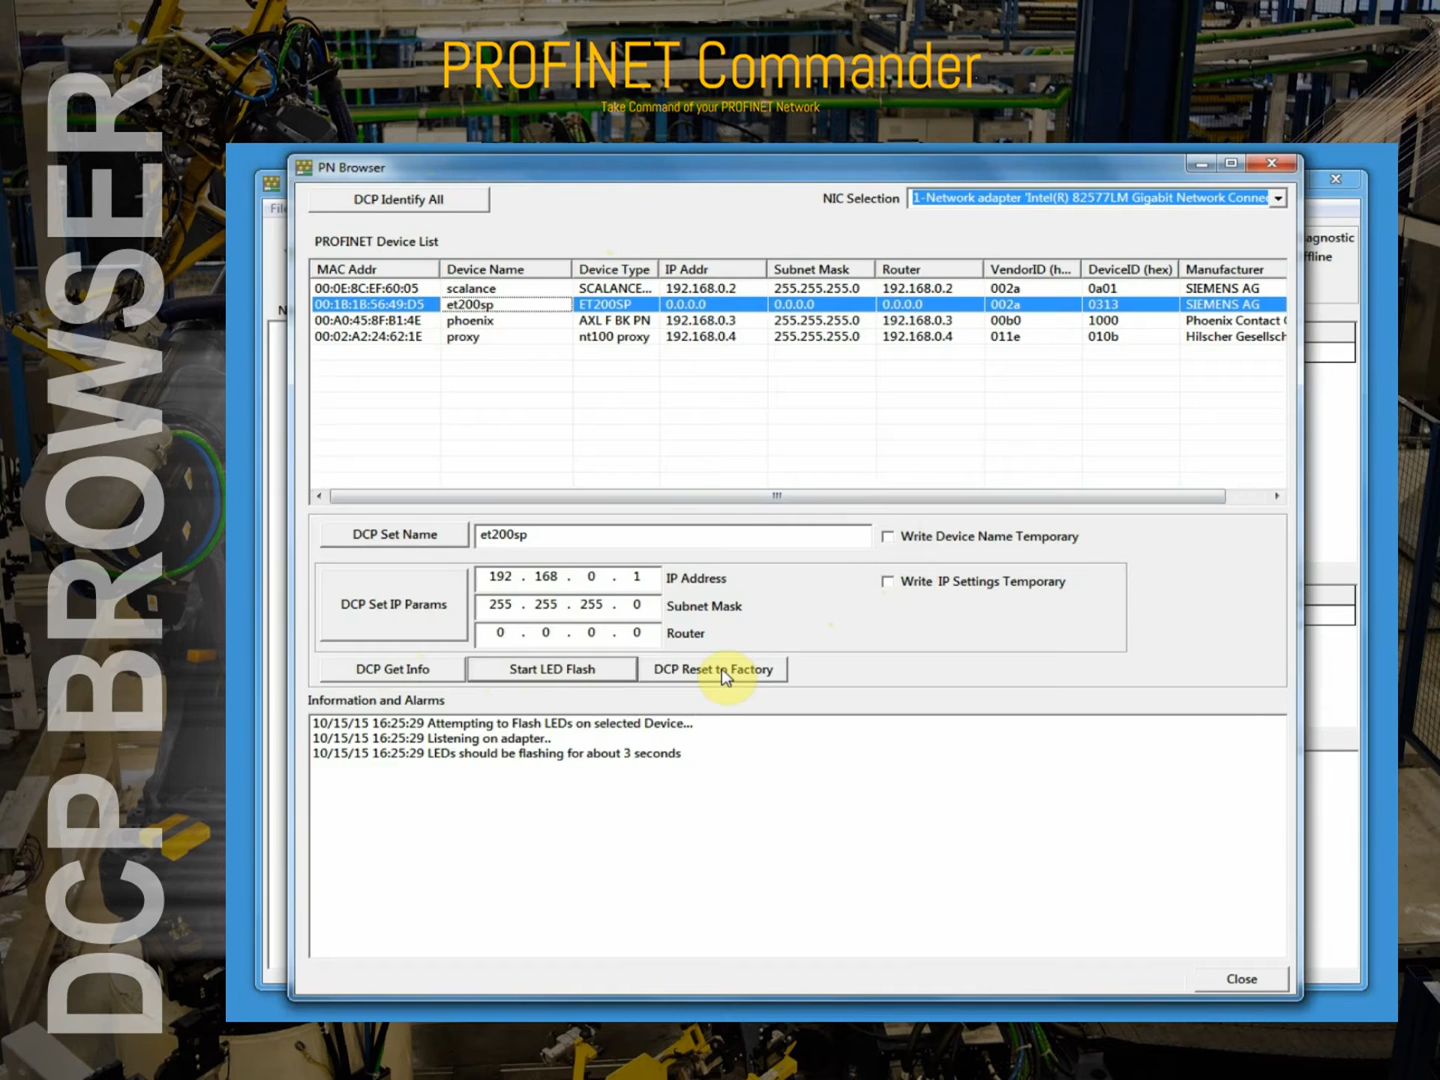 PROFINET Commander
Take Command of your PROFINET Network
DCP BROWSER
PN Browser
DCP Identify All
NIC Selection
1-Network adapter 'Intel(R) 82577LM Gigabit Network Connec
PROFINET Device List
MAC Addr Device Name Device Type IP Addr Subnet Mask Router VendorID (h... DeviceID (hex) Manufacturer
00:0E:8C:EF:60:05 scalance SCALANCE... 192.168.0.2 255.255.255.0 192.168.0.2 002a 0a01 SIEMENS AG
00:1B:1B:56:49:D5 et200sp ET200SP 0.0.0.0 0.0.0.0 0.0.0.0 002a 0313 SIEMENS AG
00:A0:45:8F:B1:4E phoenix AXL F BK PN 192.168.0.3 255.255.255.0 192.168.0.3 00b0 1000 Phoenix Contact
00:02:A2:24:62:1E proxy nt100 proxy 192.168.0.4 255.255.255.0 192.168.0.4 011e 010b Hilscher Gesellsch
DCP Set Name et200sp Write Device Name Temporary
DCP Set IP Params
192 . 168 . 0 . 1 IP Address Write IP Settings Temporary
255 . 255 . 255 . 0 Subnet Mask
0 . 0 . 0 . 0 Router
DCP Get Info Start LED Flash DCP Reset to Factory
Information and Alarms
10/15/15 16:25:29 Attempting to Flash LEDs on selected Device...
10/15/15 16:25:29 Listening on adapter..
10/15/15 16:25:29 LEDs should be flashing for about 3 seconds
Close
agnostic
ffline